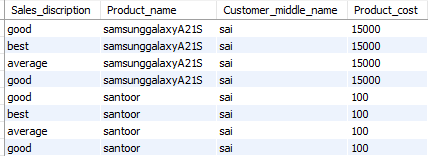 Sales_discription Product_name Customer_middle_name Product_cost
good samsunggalaxyA21S sai 15000
best samsunggalaxyA21S sai 15000
average samsunggalaxyA21S sai 15000
good samsunggalaxyA21S sai 15000
good santoor sai 100
best santoor sai 100
average santoor sai 100
good santoor sai 100